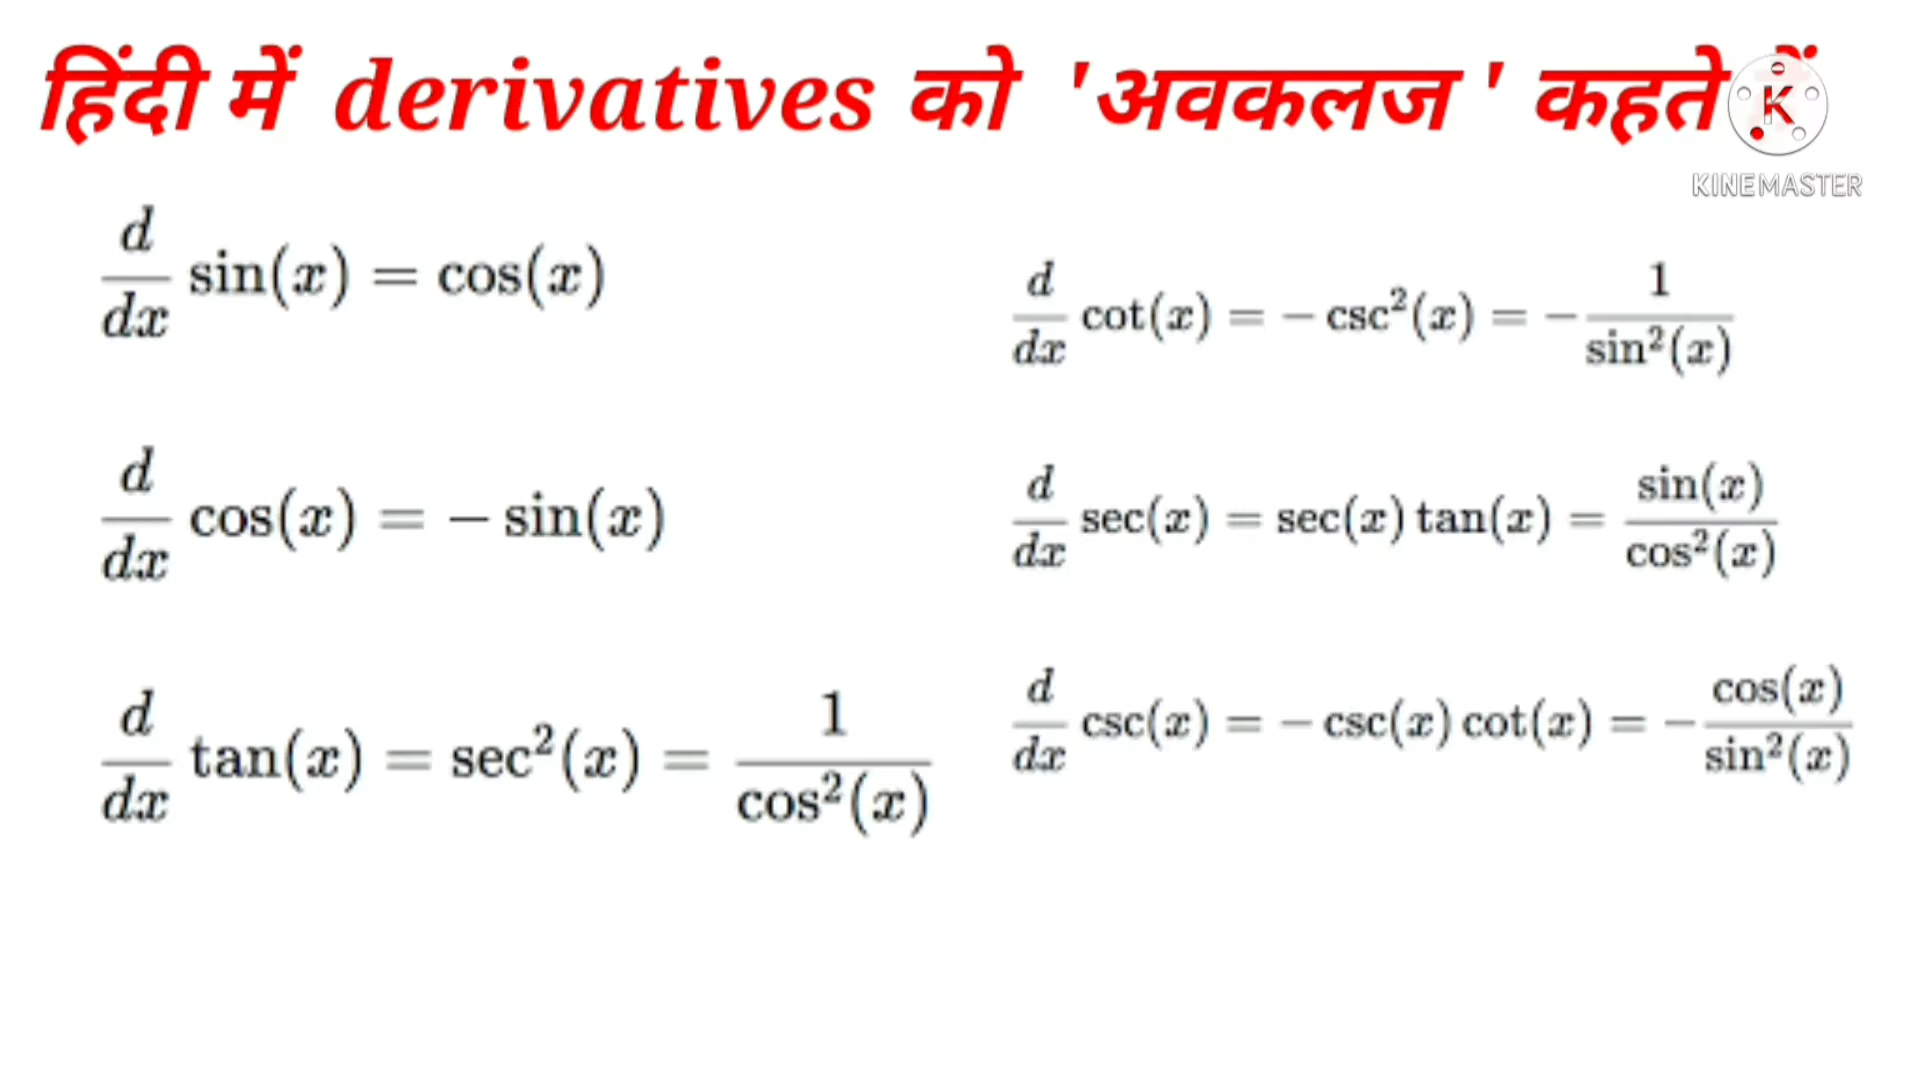 हिंदी में derivatives को 'अवकलज' कहते
KINEMASTER
d/dx sin(x) = cos(x)
d/dx cos(x) = − sin(x)
d/dx tan(x) = sec²(x) = 1/cos²(x)
d/dx cot(x) = − csc²(x) = − 1/sin²(x)
d/dx sec(x) = sec(x) tan(x) = sin(x)/cos²(x)
d/dx csc(x) = − csc(x) cot(x) = − cos(x)/sin²(x)